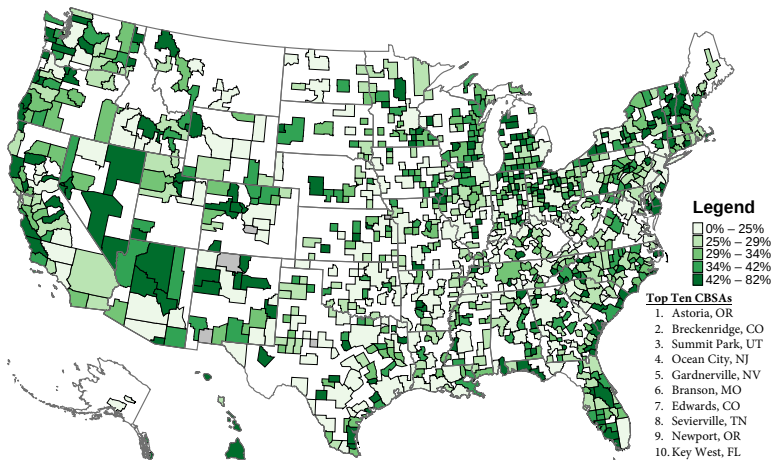 Legend
0% – 25%
25% – 29%
29% – 34%
34% – 42%
42% – 82%
Top Ten CBSAs
1. Astoria, OR
2. Breckenridge, CO
3. Summit Park, UT
4. Ocean City, NJ
5. Gardnerville, NV
6. Branson, MO
7. Edwards, CO
8. Sevierville, TN
9. Newport, OR
10. Key West, FL